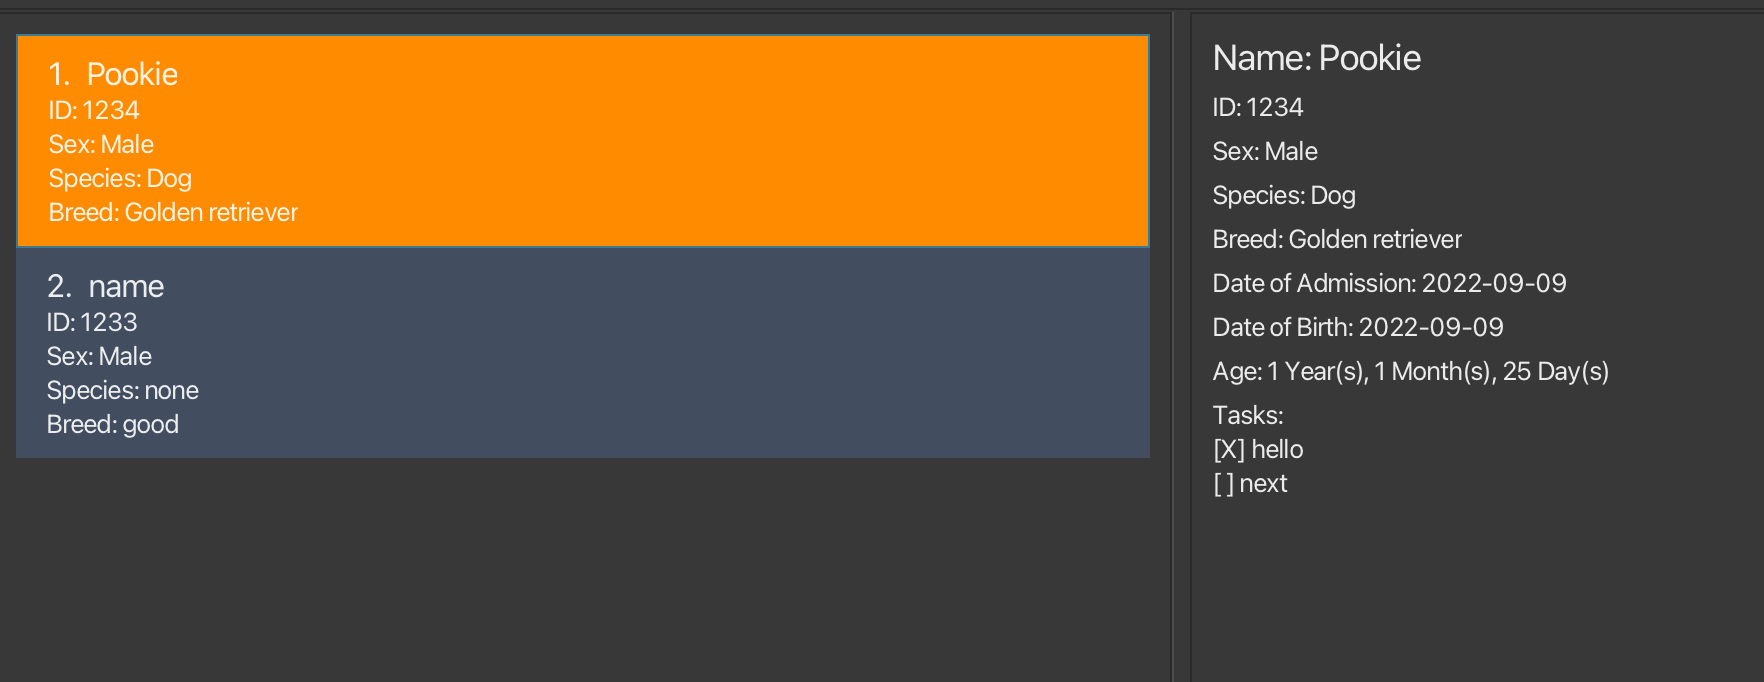 1. Pookie
ID: 1234
Sex: Male
Species: Dog
Breed: Golden retriever
2. name
ID: 1233
Sex: Male
Species: none
Breed: good
Name: Pookie
ID: 1234
Sex: Male
Species: Dog
Breed: Golden retriever
Date of Admission: 2022-09-09
Date of Birth: 2022-09-09
Age: 1 Year(s), 1 Month(s), 25 Day(s)
Tasks:
[X] hello
[ ] next